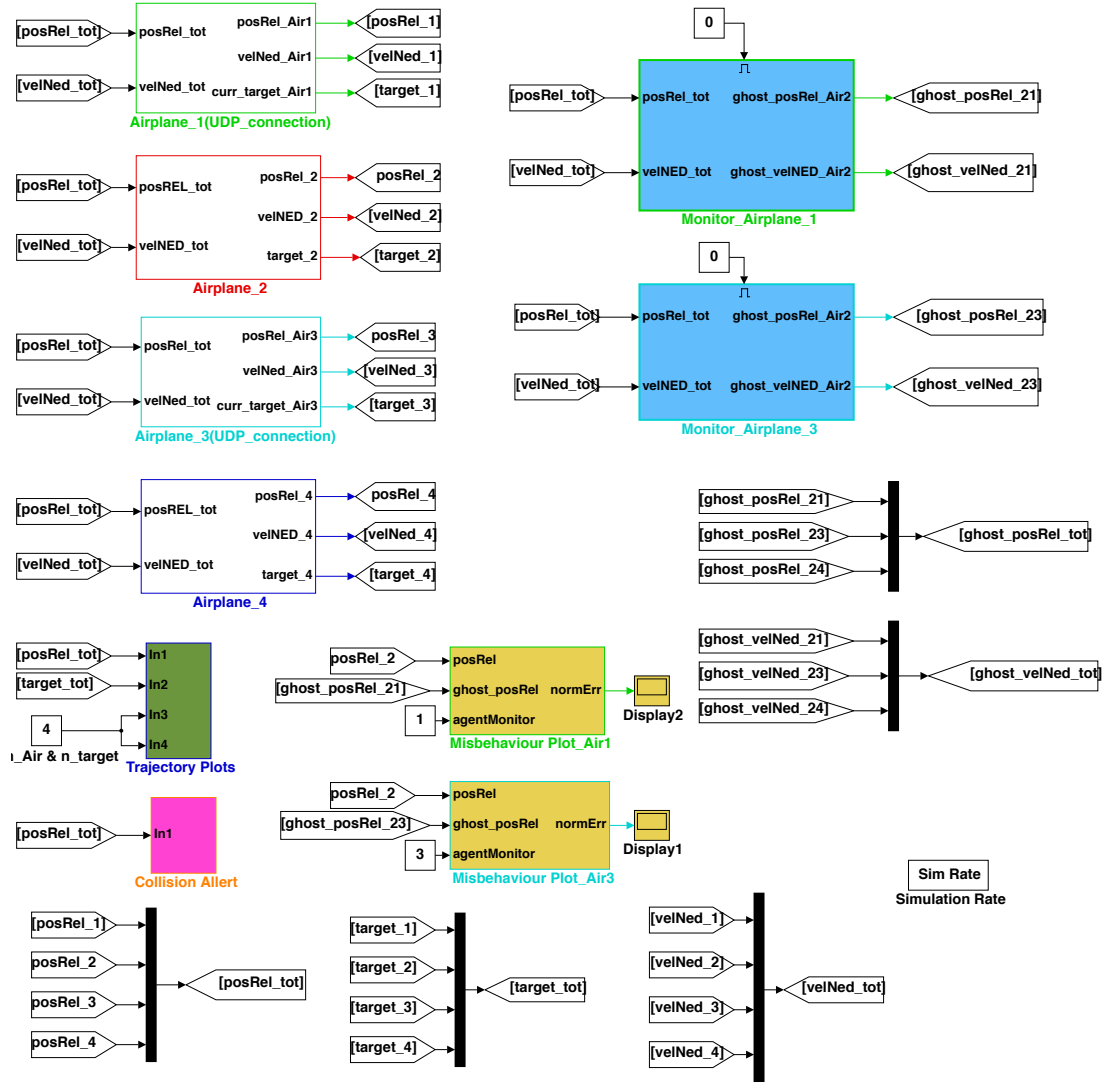 [posRel_tot]
[velNed_tot]
posRel_tot
velNed_tot
posRel_Air1
velNed_Air1
curr_target_Air1
[posRel_1]
[velNed_1]
[target_1]
Airplane_1(UDP_connection)
[posRel_tot]
[velNed_tot]
posREL_tot
velNED_tot
posRel_2
velNED_2
target_2
posRel_2
[velNed_2]
[target_2]
Airplane_2
[posRel_tot]
[velNed_tot]
posRel_tot
velNed_tot
posRel_Air3
velNed_Air3
curr_target_Air3
posRel_3
[velNed_3]
[target_3]
Airplane_3(UDP_connection)
[posRel_tot]
[velNed_tot]
posREL_tot
velNED_tot
posRel_4
velNED_4
target_4
posRel_4
[velNed_4]
[target_4]
Airplane_4
0
[posRel_tot]
[velNed_tot]
posRel_tot
velNED_tot
ghost_posRel_Air2
ghost_velNED_Air2
[ghost_posRel_21]
[ghost_velNed_21]
Monitor_Airplane_1
0
[posRel_tot]
[velNed_tot]
posRel_tot
velNED_tot
ghost_posRel_Air2
ghost_velNED_Air2
[ghost_posRel_23]
[ghost_velNed_23]
Monitor_Airplane_3
[ghost_posRel_21]
[ghost_posRel_23]
[ghost_posRel_24]
[ghost_posRel_tot]
[ghost_velNed_21]
[ghost_velNed_23]
[ghost_velNed_24]
[ghost_velNed_tot]
[posRel_tot]
[target_tot]
4
_Air & n_target
In1
In2
In3
In4
Trajectory Plots
posRel_2
[ghost_posRel_21]
1
posRel
ghost_posRel
agentMonitor
normErr
Display2
Misbehaviour Plot_Air1
posRel_2
[ghost_posRel_23]
3
posRel
ghost_posRel
agentMonitor
normErr
Display1
Misbehaviour Plot_Air3
[posRel_tot]
In1
Collision Allert
Sim Rate
Simulation Rate
[posRel_1]
posRel_2
posRel_3
posRel_4
[posRel_tot]
[target_1]
[target_2]
[target_3]
[target_4]
[target_tot]
[velNed_1]
[velNed_2]
[velNed_3]
[velNed_4]
[velNed_tot]